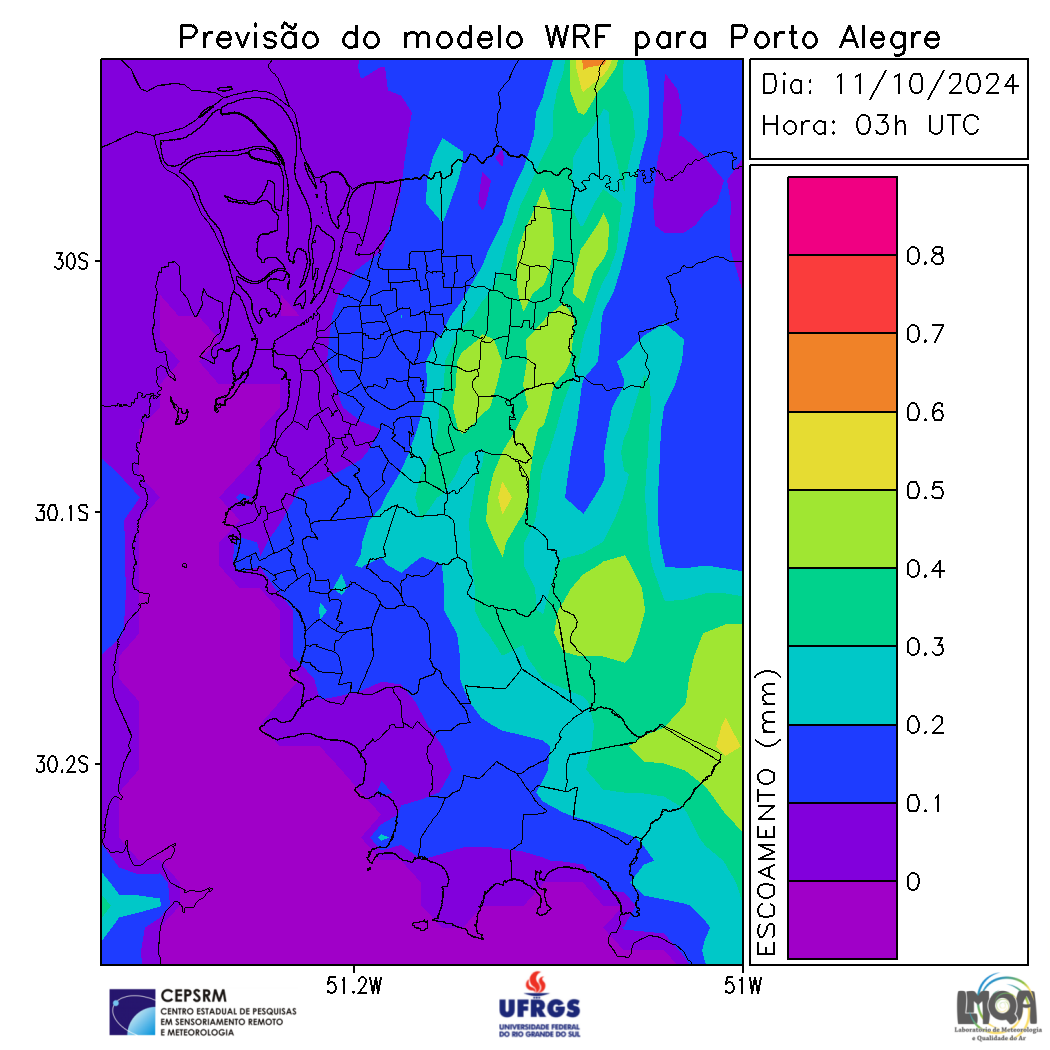 Previsão do modelo WRF para Porto Alegre
Dia: 11/10/2024
Hora: 03h UTC
30S
30.1S
30.2S
51.2W
51W
0.8
0.7
0.6
0.5
0.4
0.3
0.2
0.1
0
ESCOAMENTO (mm)
CEPSRM
CENTRO ESTADUAL DE PESQUISAS
EM SENSORIAMENTO REMOTO
E METEOROLOGIA
UFRGS
UNIVERSIDADE FEDERAL
DO RIO GRANDE DO SUL
LMQA
Laboratório de Meteorologia
e Qualidade do Ar